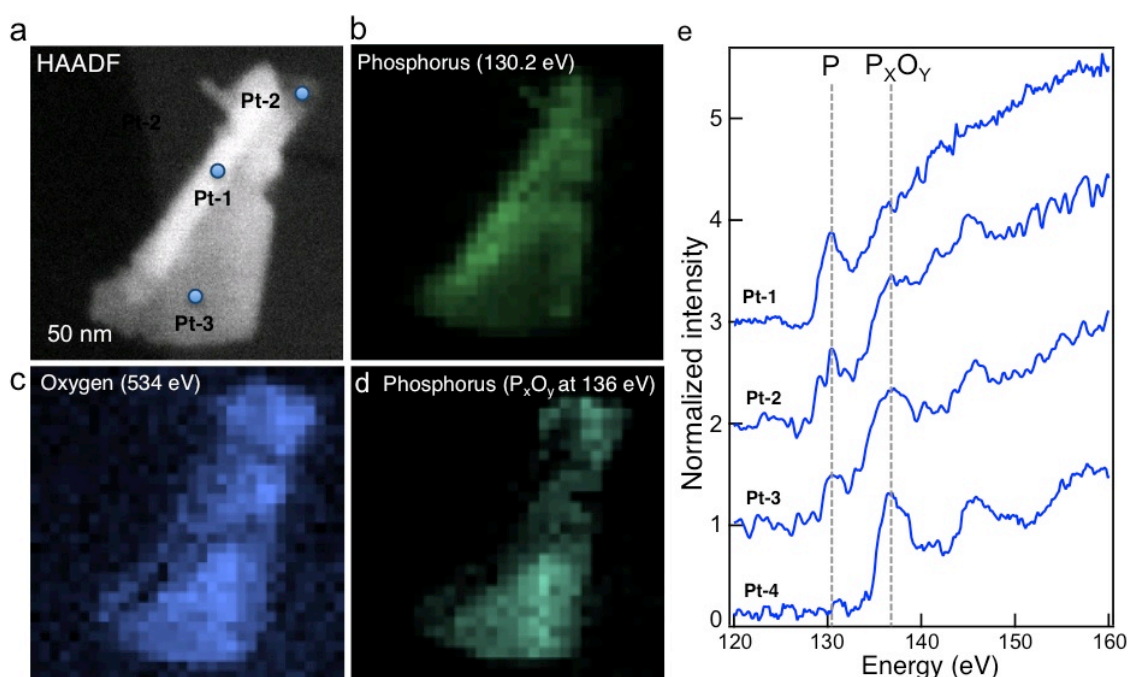 a
HAADF
Pt-2
Pt-2
Pt-1
Pt-3
50 nm
b
Phosphorus (130.2 eV)
c
Oxygen (534 eV)
d
Phosphorus (PₓOᵧ at 136 eV)
e
P
P_XO_Y
5
4
3
2
1
0
Normalized intensity
Pt-1
Pt-2
Pt-3
Pt-4
120
130
140
150
160
Energy (eV)